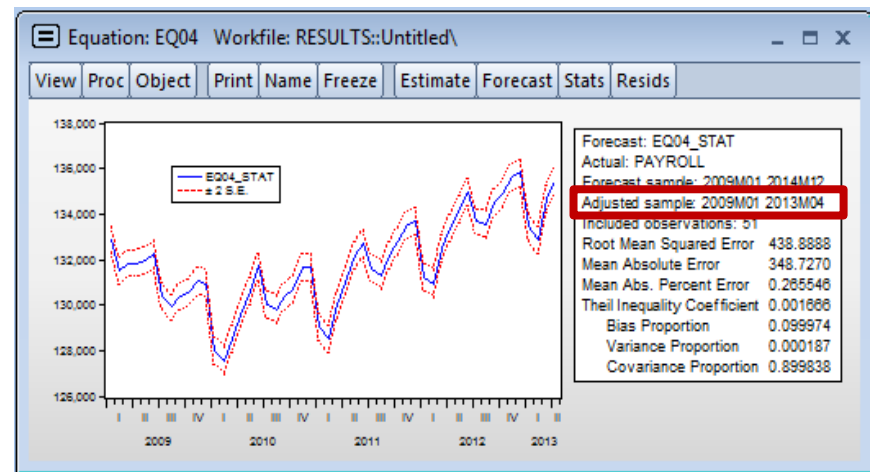 Equation: EQ04 Workfile: RESULTS::Untitled\
View Proc Object Print Name Freeze Estimate Forecast Stats Resids
138,000
136,000
134,000
132,000
130,000
128,000
126,000
EQ04_STAT
± 2 S.E.
I II III IV I II III IV I II III IV I II III IV I II
2009 2010 2011 2012 2013
Forecast: EQ04_STAT
Actual: PAYROLL
Forecast sample: 2009M01 2014M12
Adjusted sample: 2009M01 2013M04
Included observations: 51
Root Mean Squared Error 438.8888
Mean Absolute Error 348.7270
Mean Abs. Percent Error 0.265546
Theil Inequality Coefficient 0.001666
Bias Proportion 0.099974
Variance Proportion 0.000187
Covariance Proportion 0.899838